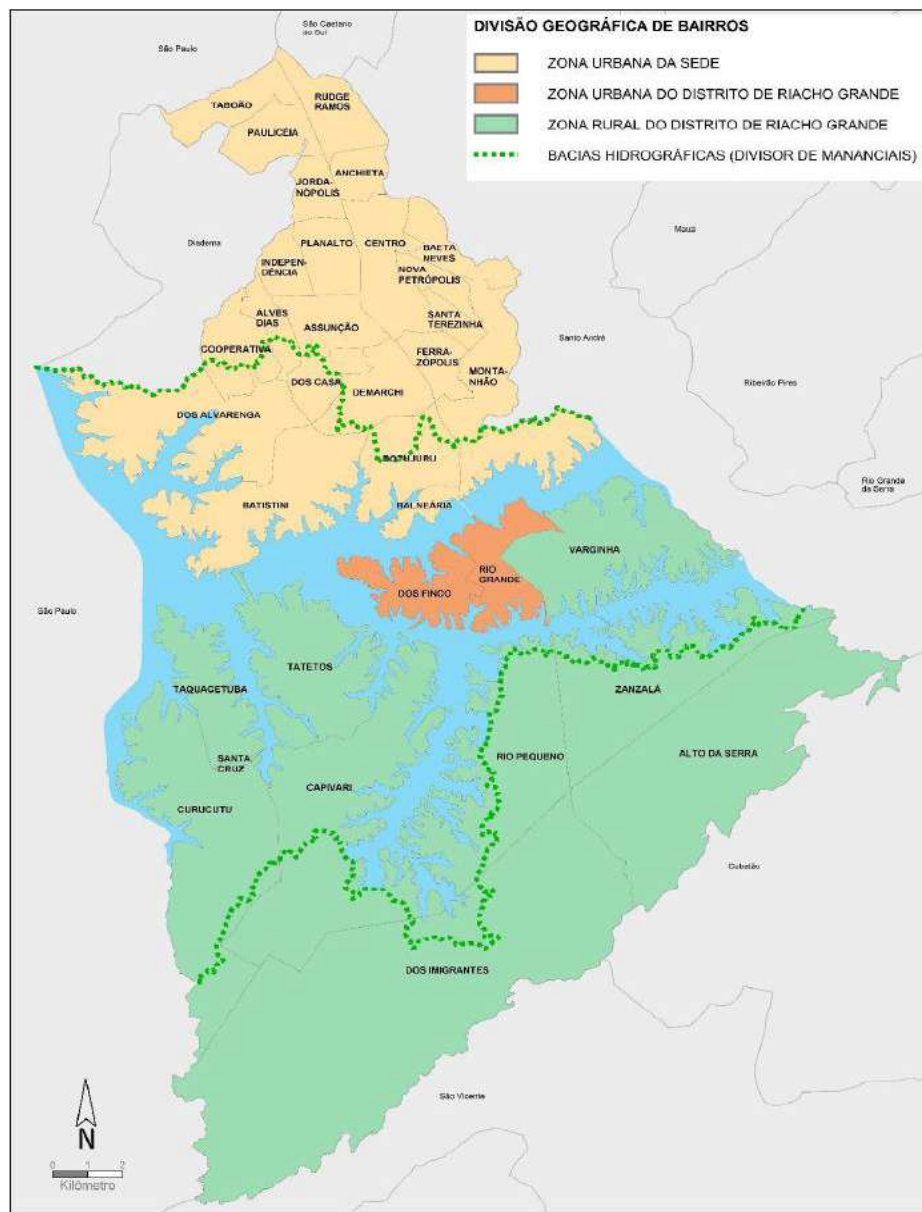 São Caetano
do Sul
São Paulo
DIVISÃO GEOGRÁFICA DE BAIRROS
ZONA URBANA DA SEDE
ZONA URBANA DO DISTRITO DE RIACHO GRANDE
ZONA RURAL DO DISTRITO DE RIACHO GRANDE
BACIAS HIDROGRÁFICAS (DIVISOR DE MANANCIAIS)
TABOÃO
RUDGE
RAMOS
PAULICÉIA
ANCHIETA
JORDA-
NÓPOLIS
Diadema
Mauá
PLANALTO
CENTRO
BAETA
NEVES
INDEPEN-
DÊNCIA
NOVA
PETRÓPOLIS
ALVES
DIAS
ASSUNÇÃO
SANTA
TEREZINHA
Santo André
COOPERATIVA
FERRA-
ZÓPOLIS
MONTA-
NHÃO
Ribeirão Pires
DOS CASA
DEMARCHI
DOS ALVARENGA
BOTUJURU
Rio Grande
da Serra
BATISTINI
BALNEÁRIA
VARGINHA
RIO
GRANDE
DOS FINCO
São Paulo
TATETOS
TAQUACETUBA
ZANZALÁ
SANTA
CRUZ
RIO PEQUENO
ALTO DA SERRA
CAPIVARI
CURUCUTU
Cubatão
DOS IMIGRANTES
São Vicente
N
0 1 2
Kilômetro